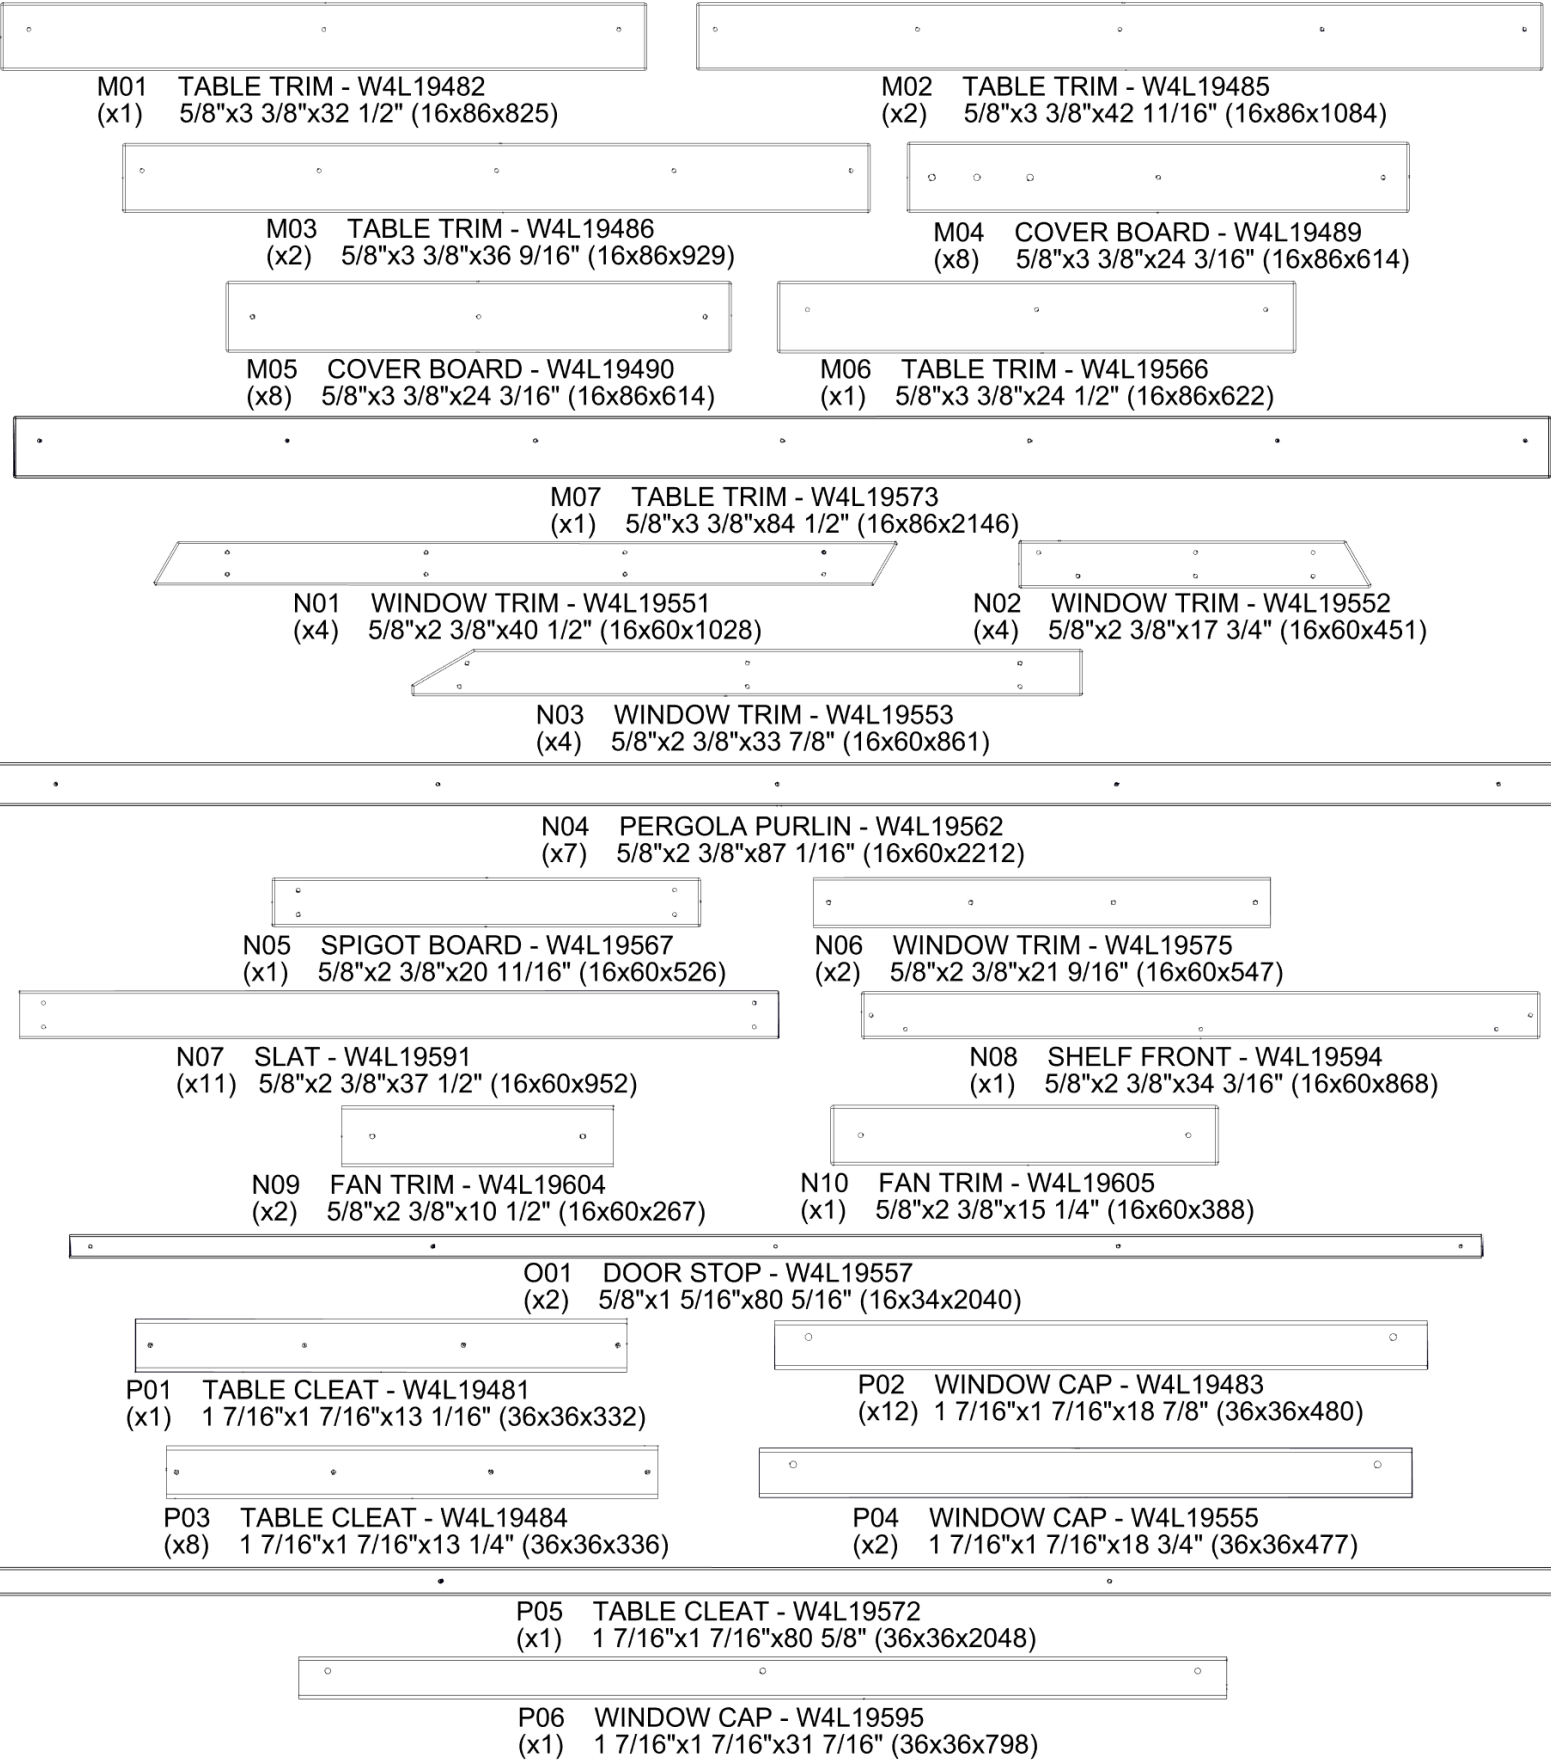 M01 TABLE TRIM - W4L19482
(x1) 5/8"x3 3/8"x32 1/2" (16x86x825)
M02 TABLE TRIM - W4L19485
(x2) 5/8"x3 3/8"x42 11/16" (16x86x1084)
M03 TABLE TRIM - W4L19486
(x2) 5/8"x3 3/8"x36 9/16" (16x86x929)
M04 COVER BOARD - W4L19489
(x8) 5/8"x3 3/8"x24 3/16" (16x86x614)
M05 COVER BOARD - W4L19490
(x8) 5/8"x3 3/8"x24 3/16" (16x86x614)
M06 TABLE TRIM - W4L19566
(x1) 5/8"x3 3/8"x24 1/2" (16x86x622)
M07 TABLE TRIM - W4L19573
(x1) 5/8"x3 3/8"x84 1/2" (16x86x2146)
N01 WINDOW TRIM - W4L19551
(x4) 5/8"x2 3/8"x40 1/2" (16x60x1028)
N02 WINDOW TRIM - W4L19552
(x4) 5/8"x2 3/8"x17 3/4" (16x60x451)
N03 WINDOW TRIM - W4L19553
(x4) 5/8"x2 3/8"x33 7/8" (16x60x861)
N04 PERGOLA PURLIN - W4L19562
(x7) 5/8"x2 3/8"x87 1/16" (16x60x2212)
N05 SPIGOT BOARD - W4L19567
(x1) 5/8"x2 3/8"x20 11/16" (16x60x526)
N06 WINDOW TRIM - W4L19575
(x2) 5/8"x2 3/8"x21 9/16" (16x60x547)
N07 SLAT - W4L19591
(x11) 5/8"x2 3/8"x37 1/2" (16x60x952)
N08 SHELF FRONT - W4L19594
(x1) 5/8"x2 3/8"x34 3/16" (16x60x868)
N09 FAN TRIM - W4L19604
(x2) 5/8"x2 3/8"x10 1/2" (16x60x267)
N10 FAN TRIM - W4L19605
(x1) 5/8"x2 3/8"x15 1/4" (16x60x388)
O01 DOOR STOP - W4L19557
(x2) 5/8"x1 5/16"x80 5/16" (16x34x2040)
P01 TABLE CLEAT - W4L19481
(x1) 1 7/16"x1 7/16"x13 1/16" (36x36x332)
P02 WINDOW CAP - W4L19483
(x12) 1 7/16"x1 7/16"x18 7/8" (36x36x480)
P03 TABLE CLEAT - W4L19484
(x8) 1 7/16"x1 7/16"x13 1/4" (36x36x336)
P04 WINDOW CAP - W4L19555
(x2) 1 7/16"x1 7/16"x18 3/4" (36x36x477)
P05 TABLE CLEAT - W4L19572
(x1) 1 7/16"x1 7/16"x80 5/8" (36x36x2048)
P06 WINDOW CAP - W4L19595
(x1) 1 7/16"x1 7/16"x31 7/16" (36x36x798)